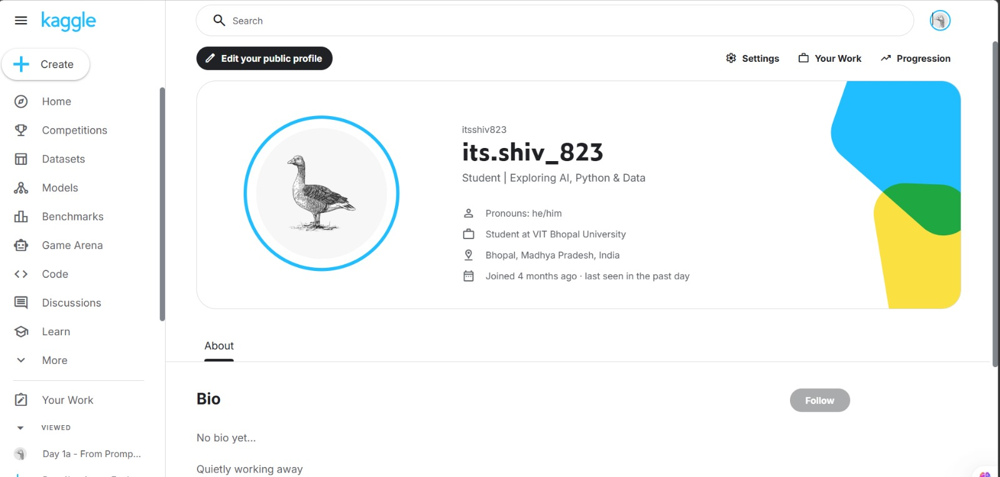 kaggle
Search
Create
Edit your public profile
Settings
Your Work
Progression
Home
Competitions
Datasets
Models
Benchmarks
Game Arena
Code
Discussions
Learn
More
Your Work
VIEWED
Day 1a - From Promp...
itsshiv823
its.shiv_823
Student | Exploring AI, Python & Data
Pronouns: he/him
Student at VIT Bhopal University
Bhopal, Madhya Pradesh, India
Joined 4 months ago · last seen in the past day
About
Bio
Follow
No bio yet...
Quietly working away